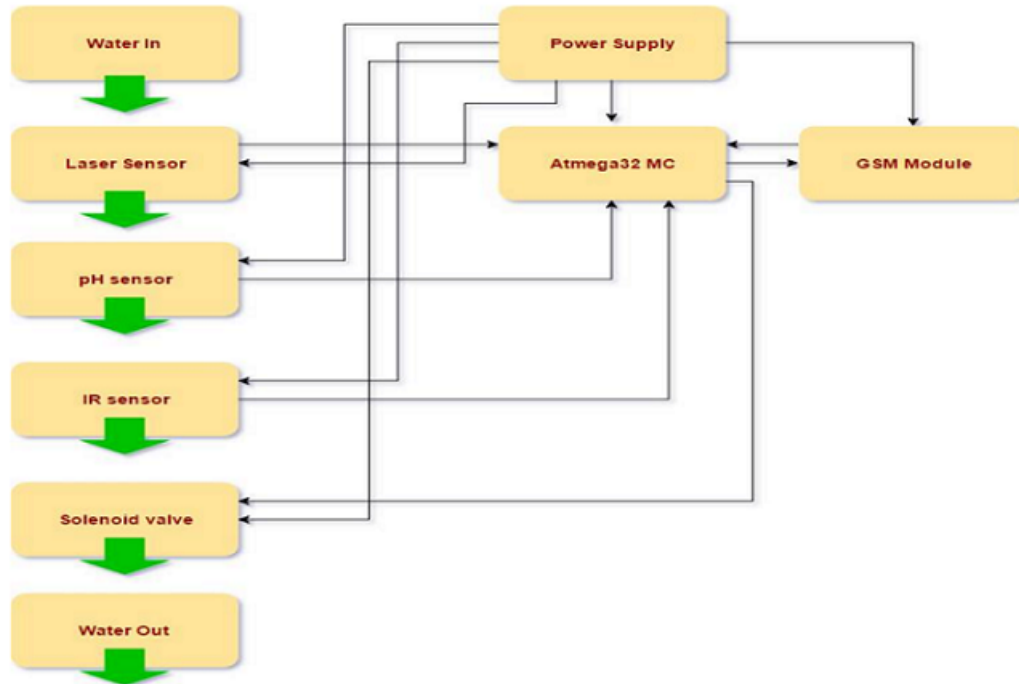 Water In
Power Supply
Laser Sensor
Atmega32 MC
GSM Module
pH sensor
IR sensor
Solenoid valve
Water Out